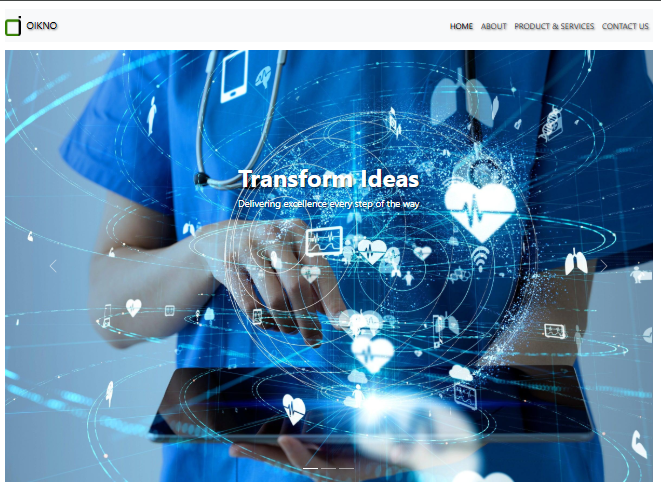 OIKNO
HOME ABOUT PRODUCT & SERVICES CONTACT US
Transform Ideas
Delivering excellence every step of the way